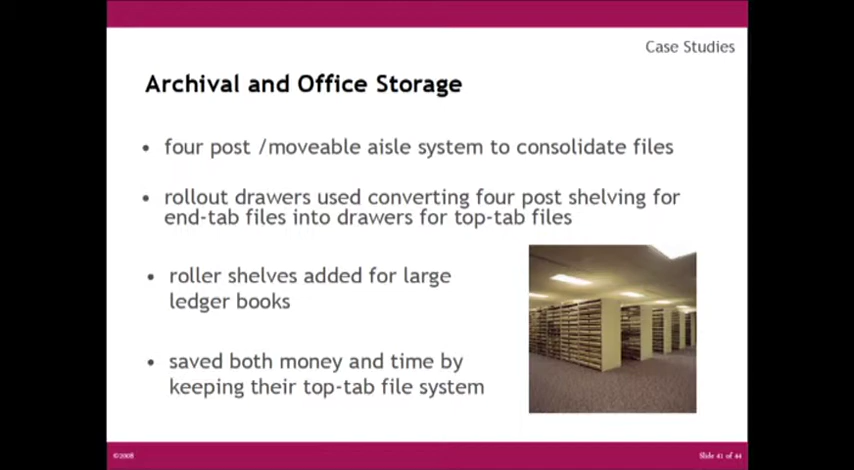 Case Studies
Archival and Office Storage
• four post /moveable aisle system to consolidate files
• rollout drawers used converting four post shelving for
end-tab files into drawers for top-tab files
• roller shelves added for large
ledger books
• saved both money and time by
keeping their top-tab file system
©2008
Slide 41 of 44